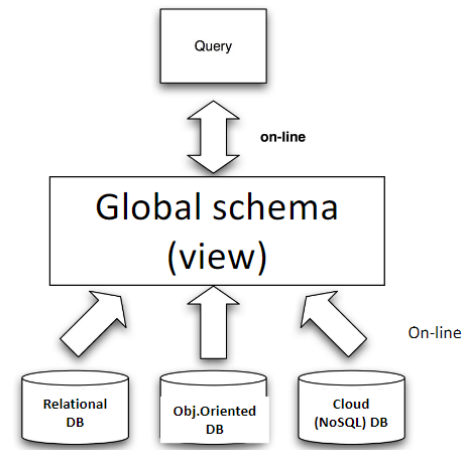 Query
on-line
Global schema
(view)
On-line
Relational
DB
Obj.Oriented
DB
Cloud
(NoSQL) DB